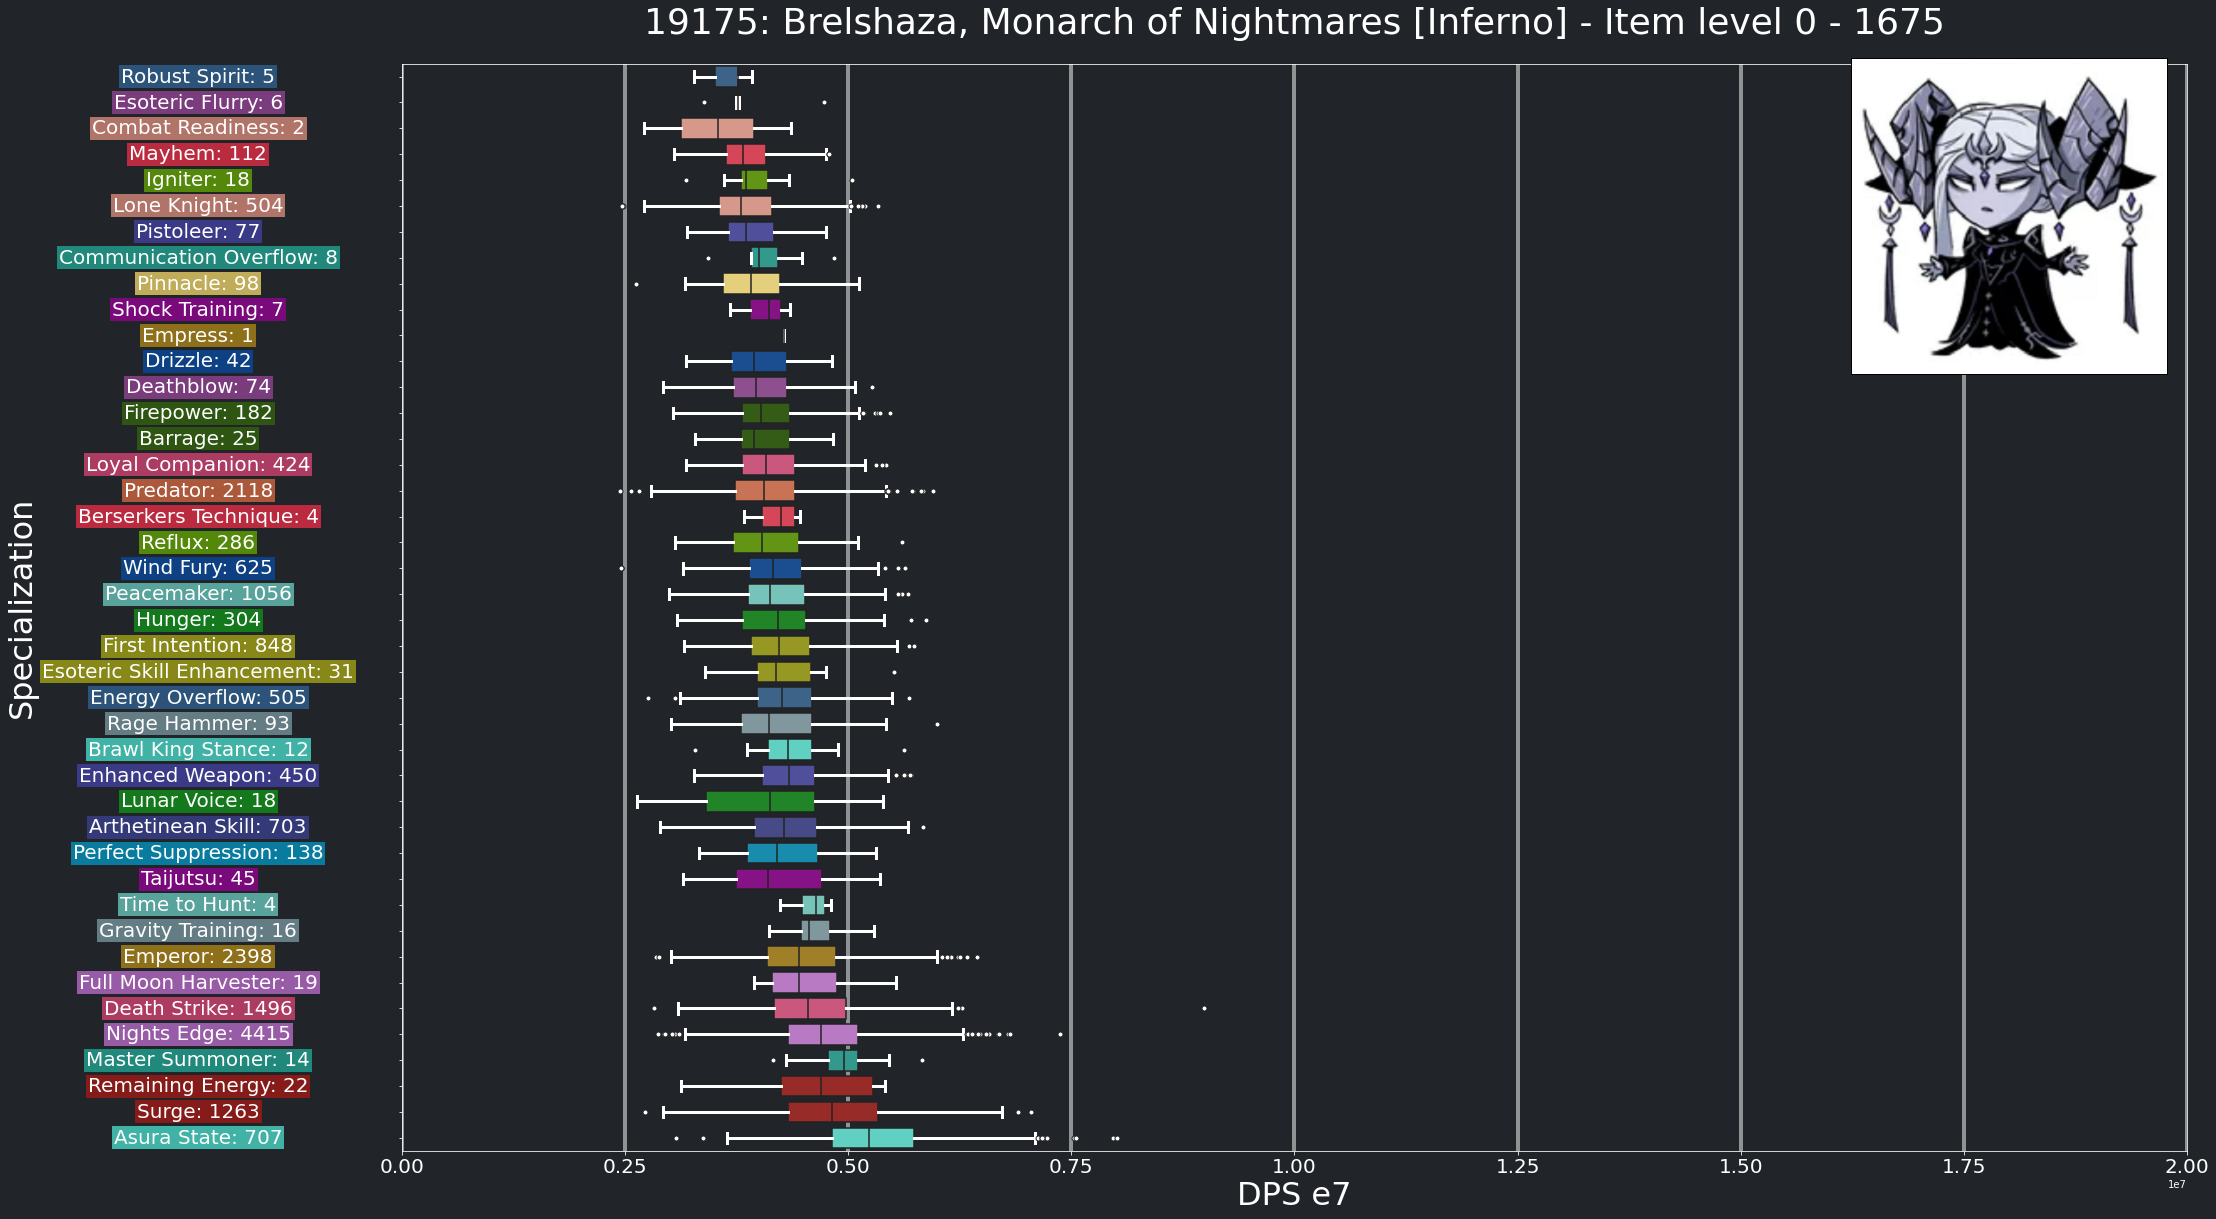 19175: Brelshaza, Monarch of Nightmares [Inferno] - Item level 0 - 1675
Specialization
Robust Spirit: 5
Esoteric Flurry: 6
Combat Readiness: 2
Mayhem: 112
Igniter: 18
Lone Knight: 504
Pistoleer: 77
Communication Overflow: 8
Pinnacle: 98
Shock Training: 7
Empress: 1
Drizzle: 42
Deathblow: 74
Firepower: 182
Barrage: 25
Loyal Companion: 424
Predator: 2118
Berserkers Technique: 4
Reflux: 286
Wind Fury: 625
Peacemaker: 1056
Hunger: 304
First Intention: 848
Esoteric Skill Enhancement: 31
Energy Overflow: 505
Rage Hammer: 93
Brawl King Stance: 12
Enhanced Weapon: 450
Lunar Voice: 18
Arthetinean Skill: 703
Perfect Suppression: 138
Taijutsu: 45
Time to Hunt: 4
Gravity Training: 16
Emperor: 2398
Full Moon Harvester: 19
Death Strike: 1496
Nights Edge: 4415
Master Summoner: 14
Remaining Energy: 22
Surge: 1263
Asura State: 707
0.00 0.25 0.50 0.75 1.00 1.25 1.50 1.75 2.00
1e7
DPS e7